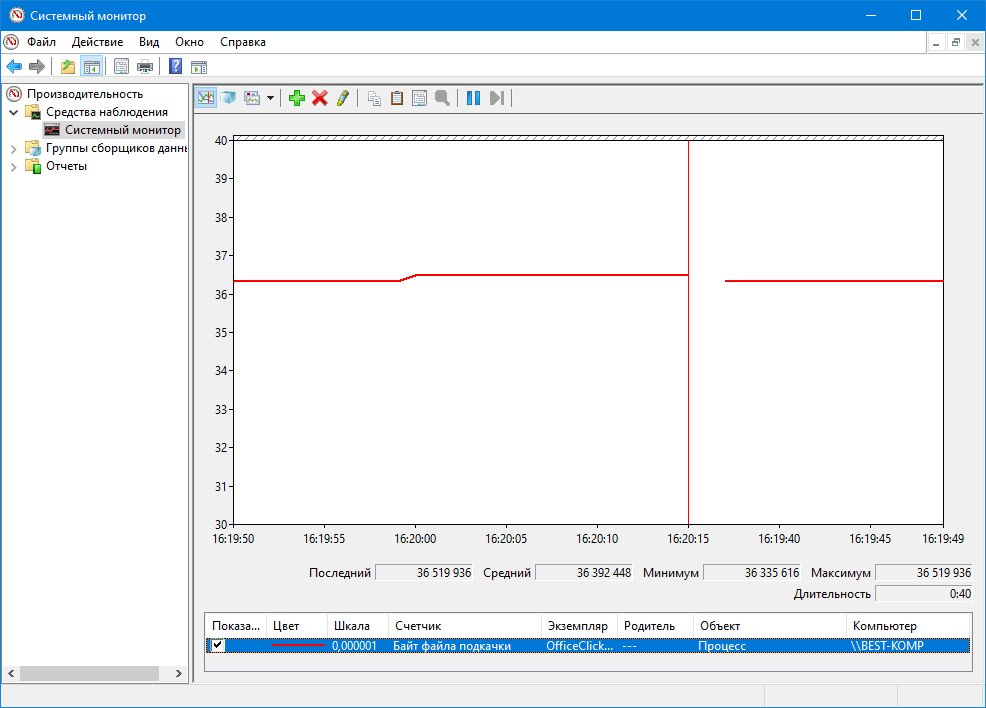 Системный монитор
Файл Действие Вид Окно Справка
Производительность
Средства наблюдения
Системный монитор
Группы сборщиков данн
Отчеты
40
39
38
37
36
35
34
33
32
31
30
16:19:50 16:19:55 16:20:00 16:20:05 16:20:10 16:20:15 16:19:40 16:19:45 16:19:49
Последний 36 519 936 Средний 36 392 448 Минимум 36 335 616 Максимум 36 519 936
Длительность 0:40
Показа... Цвет Шкала Счетчик Экземпляр Родитель Объект Компьютер
0,000001 Байт файла подкачки OfficeClick... --- Процесс \\BEST-KOMP